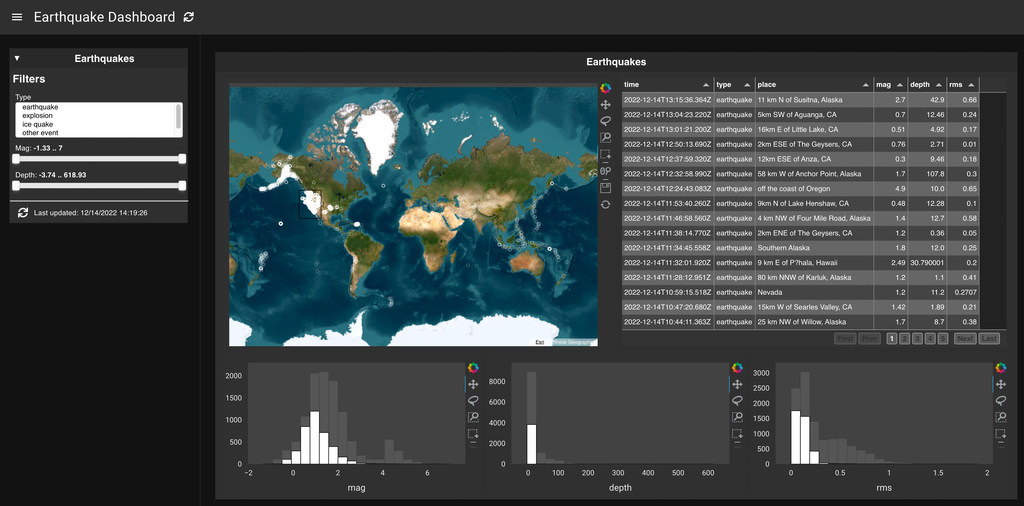 Earthquake Dashboard
Earthquakes
Filters
Type
earthquake
explosion
ice quake
other event
Mag: -1.33 .. 7
Depth: -3.74 .. 618.93
Last updated: 12/14/2022 14:19:26
Earthquakes
Esri
time type place mag depth rms
2022-12-14T13:15:36.364Z earthquake 11 km N of Susitna, Alaska 2.7 42.9 0.66
2022-12-14T13:04:23.220Z earthquake 5km SW of Aguanga, CA 0.7 12.46 0.24
2022-12-14T13:01:21.200Z earthquake 16km E of Little Lake, CA 0.51 4.92 0.17
2022-12-14T12:50:13.690Z earthquake 2km ESE of The Geysers, CA 0.76 2.71 0.01
2022-12-14T12:37:59.320Z earthquake 12km ESE of Anza, CA 0.3 9.46 0.18
2022-12-14T12:32:58.990Z earthquake 58 km W of Anchor Point, Alaska 1.7 107.8 0.3
2022-12-14T12:24:43.083Z earthquake off the coast of Oregon 4.9 10.0 0.65
2022-12-14T11:53:40.260Z earthquake 9km N of Lake Henshaw, CA 0.48 12.28 0.1
2022-12-14T11:46:58.560Z earthquake 4 km NW of Four Mile Road, Alaska 1.4 12.7 0.58
2022-12-14T11:38:14.770Z earthquake 2km ENE of The Geysers, CA 1.2 0.36 0.05
2022-12-14T11:34:45.558Z earthquake Southern Alaska 1.8 12.0 0.25
2022-12-14T11:32:01.920Z earthquake 9 km E of P?hala, Hawaii 2.49 30.790001 0.2
2022-12-14T11:28:12.951Z earthquake 80 km NNW of Karluk, Alaska 1.2 1.1 0.41
2022-12-14T10:59:15.518Z earthquake Nevada 1.2 11.2 0.2707
2022-12-14T10:47:20.680Z earthquake 15km W of Searles Valley, CA 1.42 1.89 0.21
2022-12-14T10:44:11.363Z earthquake 25 km NW of Willow, Alaska 1.7 8.7 0.38
First Prev 1 2 3 4 5 Next Last
2000
1500
1000
500
0
−2 0 2 4 6
mag
8000
6000
4000
2000
0
0 100 200 300 400 500 600
depth
3000
2500
2000
1500
1000
500
0
0 0.5 1 1.5 2
rms